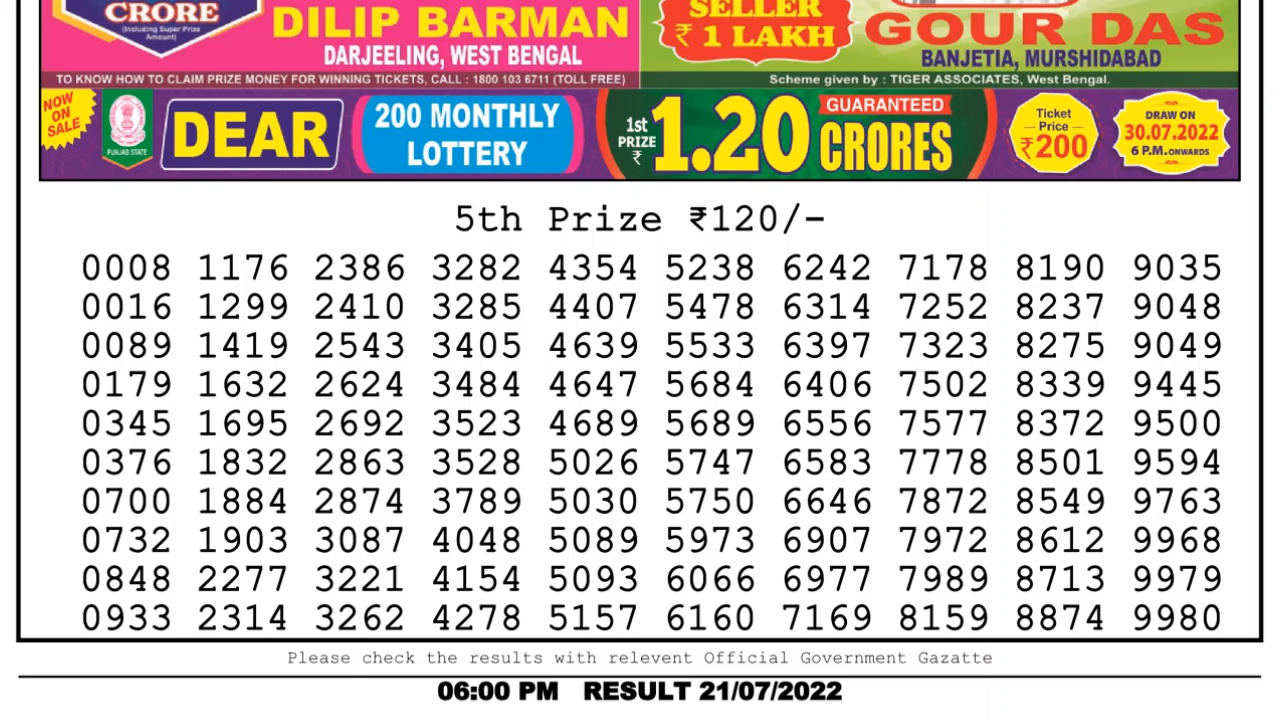 CRORE
(Including Super Prize
Amount)
DILIP BARMAN
DARJEELING, WEST BENGAL
SELLER
₹ 1 LAKH
GOUR DAS
BANJETIA, MURSHIDABAD
TO KNOW HOW TO CLAIM PRIZE MONEY FOR WINNING TICKETS, CALL : 1800 103 6711 (TOLL FREE)
Scheme given by : TIGER ASSOCIATES, West Bengal.
NOW
ON
SALE
PUNJAB STATE
DEAR
200 MONTHLY
LOTTERY
1st
PRIZE
₹
1.20
GUARANTEED
CRORES
Ticket
Price
₹200
DRAW ON
30.07.2022
6 P.M. ONWARDS
5th Prize ₹120/-
0008 1176 2386 3282 4354 5238 6242 7178 8190 9035
0016 1299 2410 3285 4407 5478 6314 7252 8237 9048
0089 1419 2543 3405 4639 5533 6397 7323 8275 9049
0179 1632 2624 3484 4647 5684 6406 7502 8339 9445
0345 1695 2692 3523 4689 5689 6556 7577 8372 9500
0376 1832 2863 3528 5026 5747 6583 7778 8501 9594
0700 1884 2874 3789 5030 5750 6646 7872 8549 9763
0732 1903 3087 4048 5089 5973 6907 7972 8612 9968
0848 2277 3221 4154 5093 6066 6977 7989 8713 9979
0933 2314 3262 4278 5157 6160 7169 8159 8874 9980
Please check the results with relevent Official Government Gazatte
06:00 PM RESULT 21/07/2022